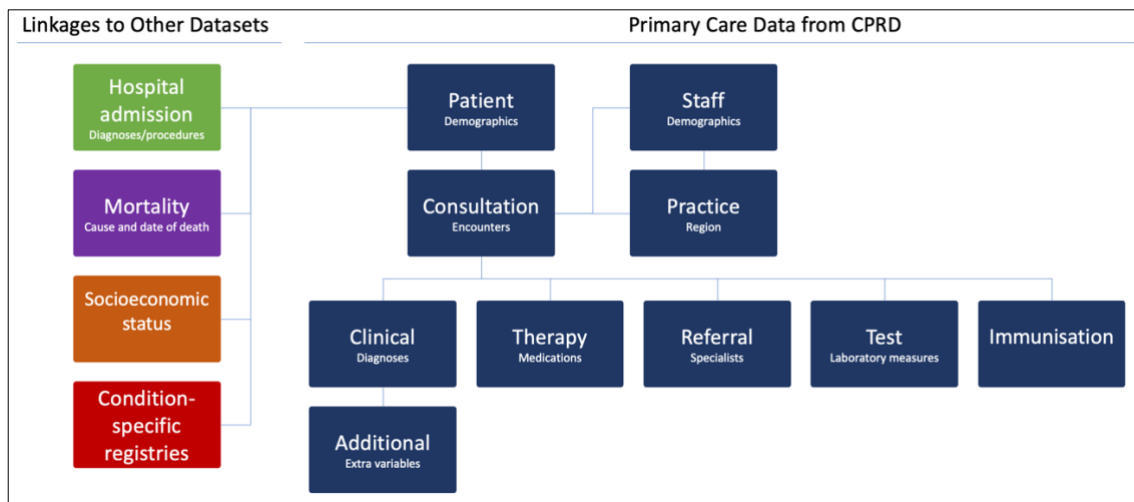 Linkages to Other Datasets
Primary Care Data from CPRD
Hospital
admission
Diagnoses/procedures
Patient
Demographics
Staff
Demographics
Mortality
Cause and date of death
Consultation
Encounters
Practice
Region
Socioeconomic
status
Clinical
Diagnoses
Therapy
Medications
Referral
Specialists
Test
Laboratory measures
Immunisation
Condition-
specific
registries
Additional
Extra variables